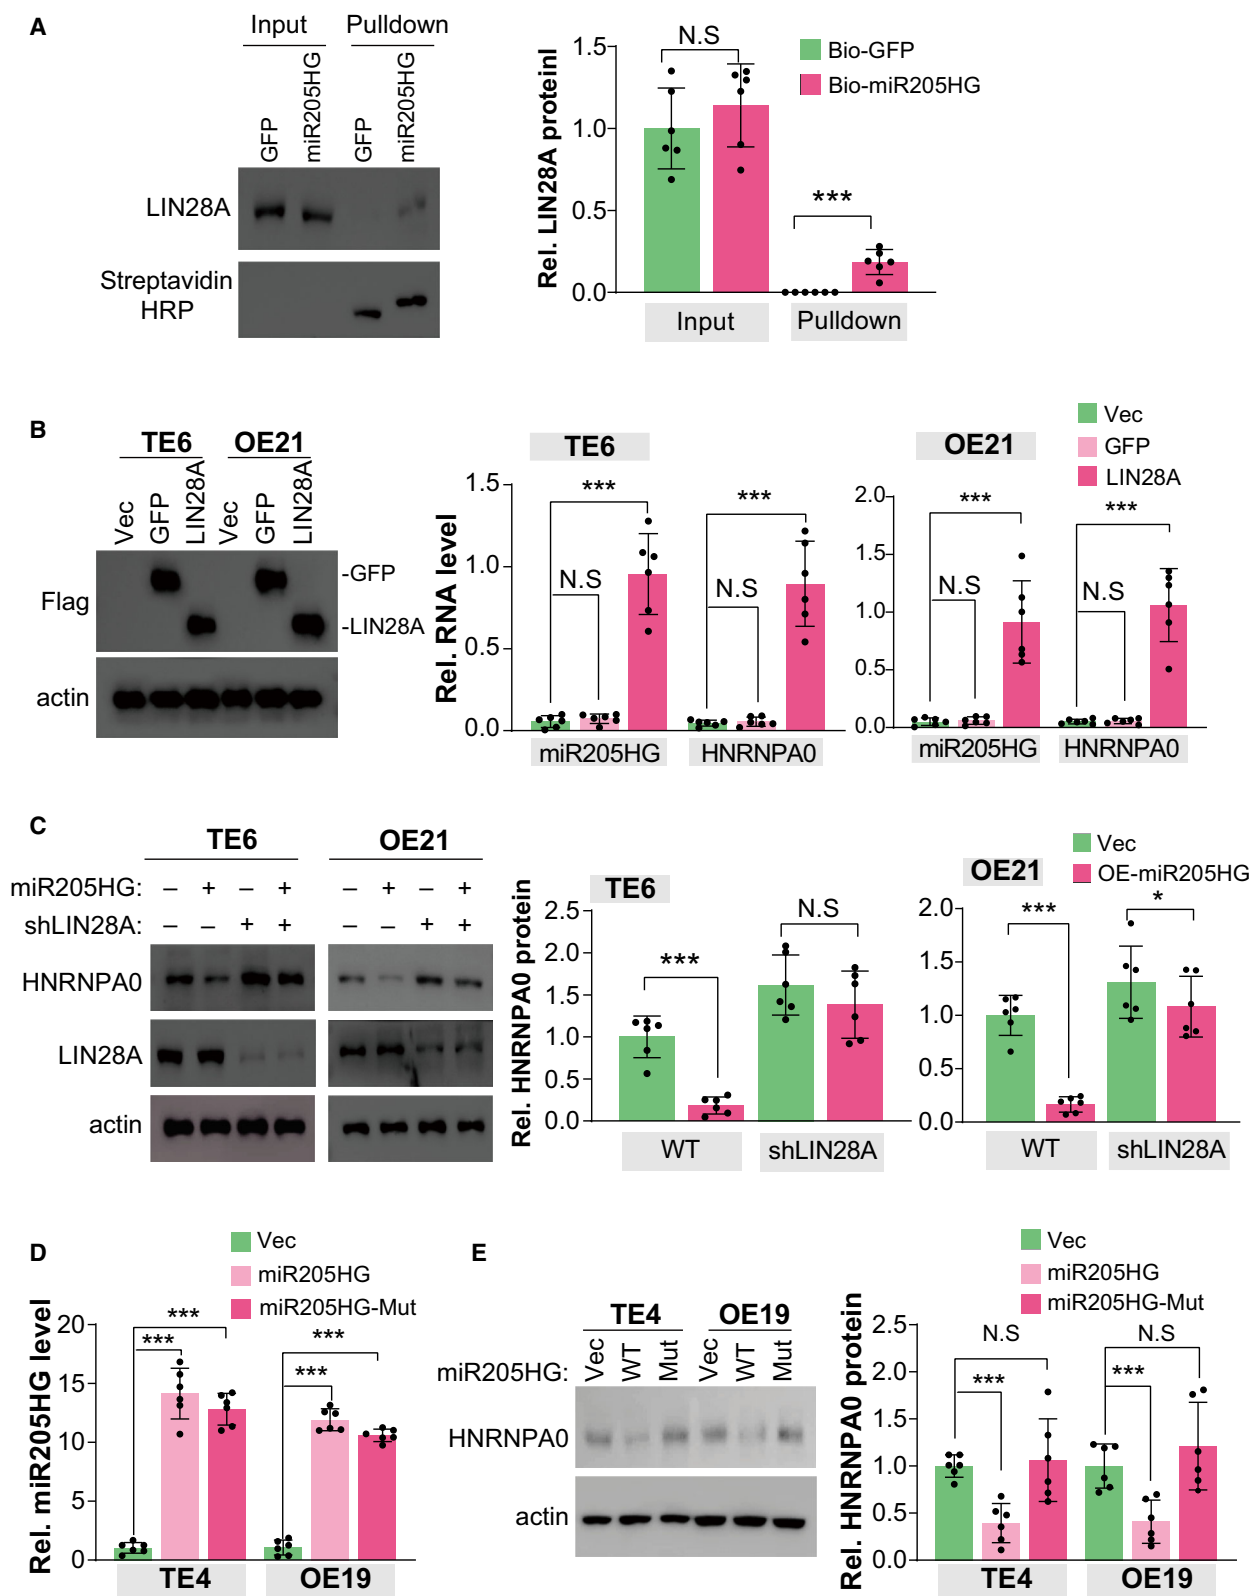 A
Input Pulldown
GFP miR205HG GFP miR205HG
LIN28A
Streptavidin
HRP
Rel. LIN28A proteinl
1.5
1.0
0.5
0.0
N.S
***
Input Pulldown
Bio-GFP
Bio-miR205HG
B
TE6 OE21
Vec GFP LIN28A Vec GFP LIN28A
Flag
-GFP
-LIN28A
actin
Rel. RNA level
TE6
1.5
1.0
0.5
0.0
*** ***
N.S N.S
miR205HG HNRNPA0
OE21
2.0
1.5
1.0
0.5
0.0
*** ***
N.S N.S
miR205HG HNRNPA0
Vec
GFP
LIN28A
C
TE6 OE21
miR205HG: – + – + – + – +
shLIN28A: – – + + – – + +
HNRNPA0
LIN28A
actin
Rel. HNRNPA0 protein
TE6
2.5
2.0
1.5
1.0
0.5
0.0
*** N.S
WT shLIN28A
OE21
2.0
1.5
1.0
0.5
0.0
*** *
WT shLIN28A
Vec
OE-miR205HG
D
Vec
miR205HG
miR205HG-Mut
Rel. miR205HG level
20
15
10
5
0
*** ***
*** ***
TE4 OE19
E
TE4 OE19
miR205HG: Vec WT Mut Vec WT Mut
HNRNPA0
actin
Vec
miR205HG
miR205HG-Mut
Rel. HNRNPA0 protein
2.5
2.0
1.5
1.0
0.5
0.0
N.S N.S
*** ***
TE4 OE19